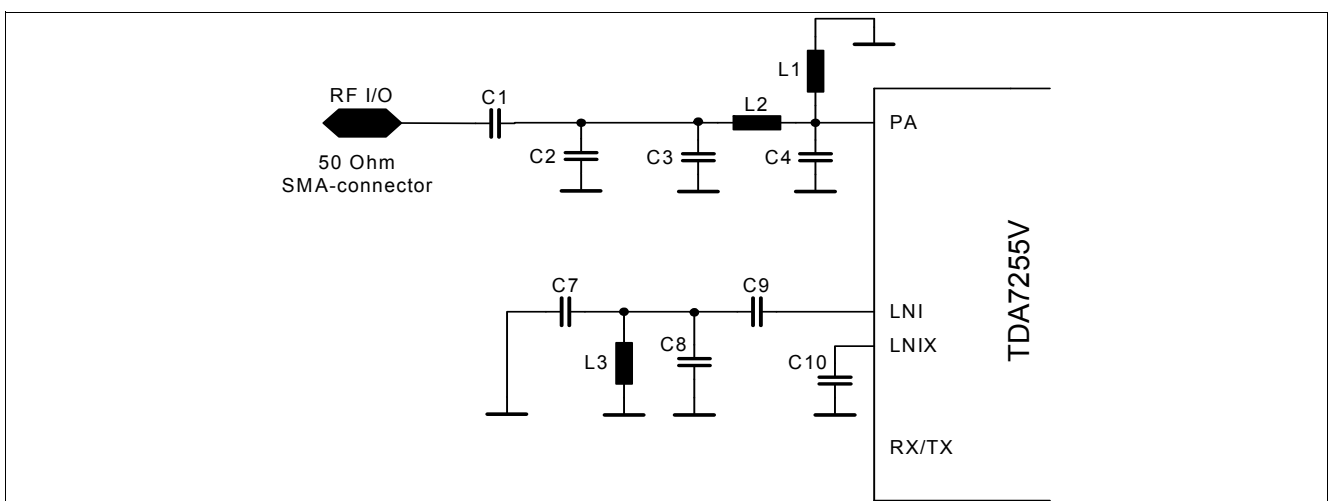 L1
RF I/O
C1
L2
PA
50 Ohm
SMA-connector
C2
C3
C4
TDA7255V
C7
C9
LNI
L3
C8
LNIX
C10
RX/TX